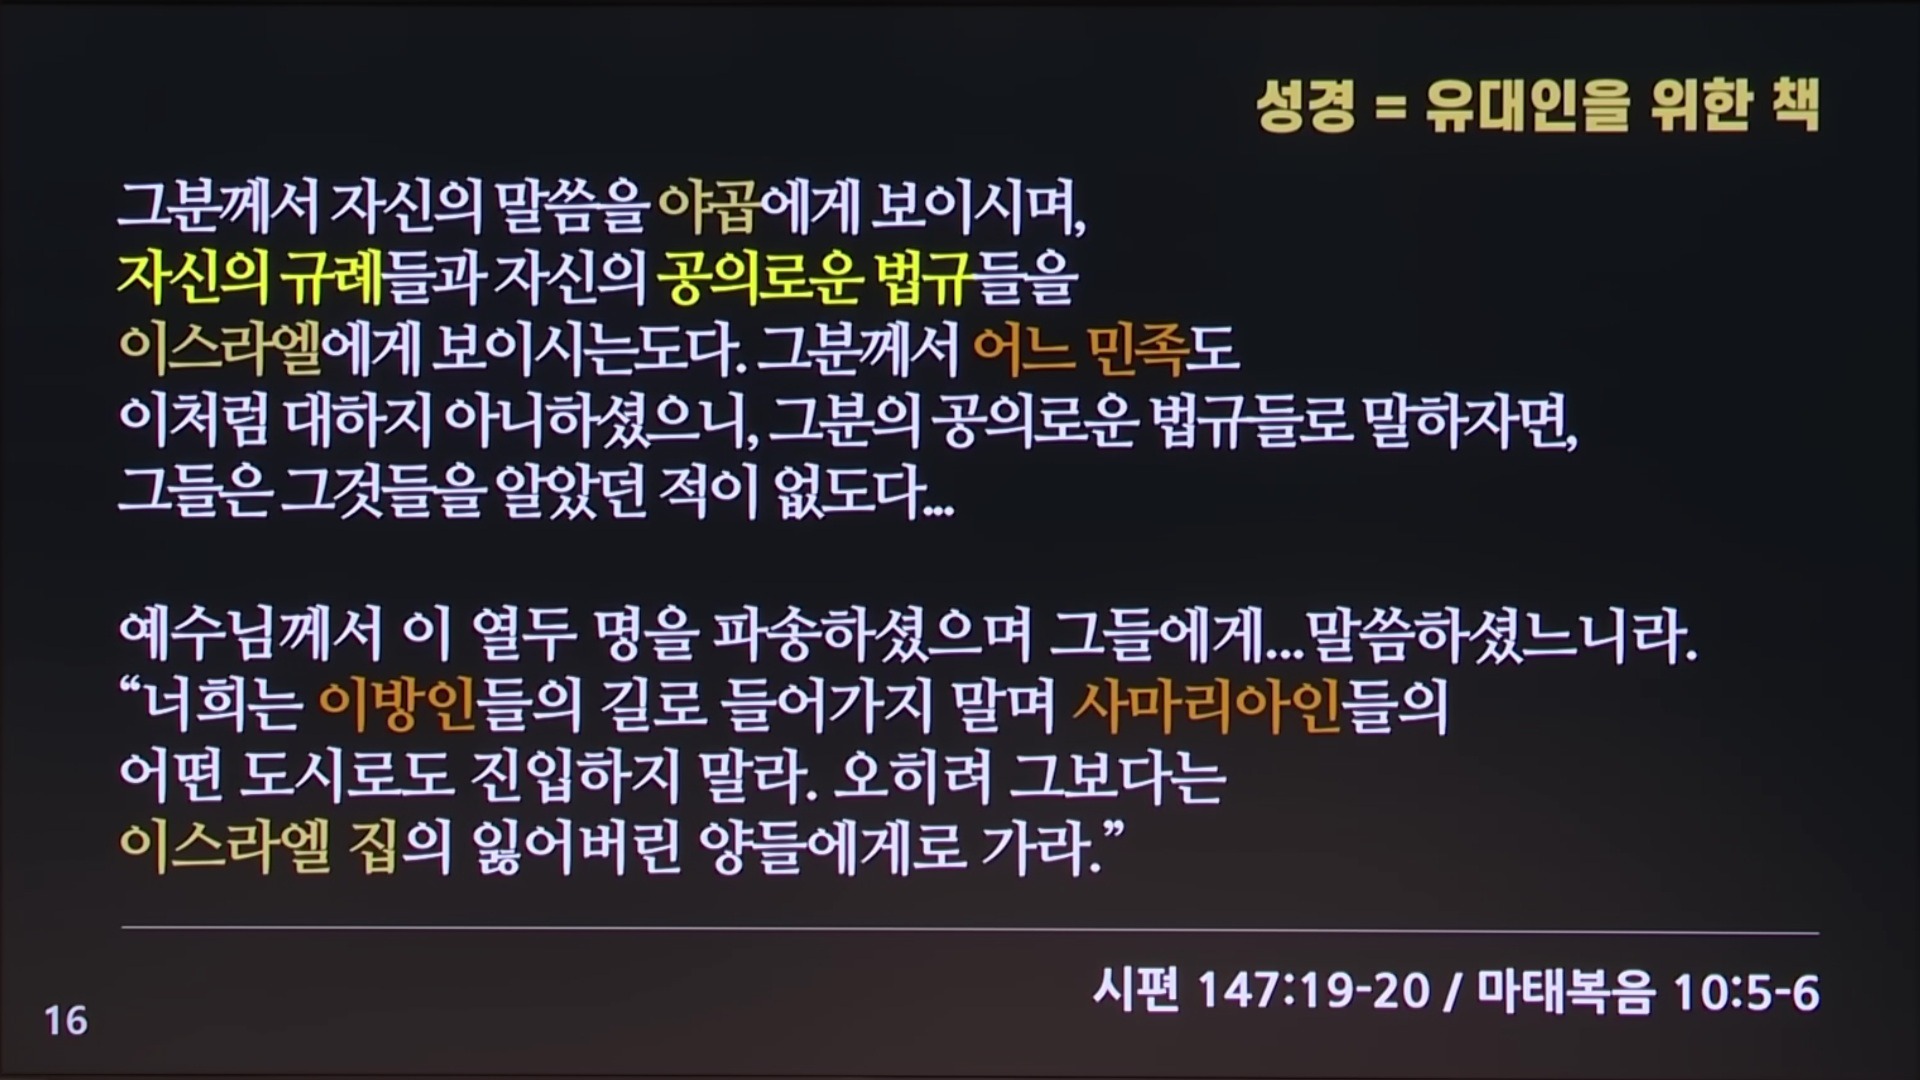 성경 = 유대인을 위한 책
그분께서 자신의 말씀을 야곱에게 보이시며,
자신의 규례들과 자신의 공의로운 법규들을
이스라엘에게 보이시는도다. 그분께서 어느 민족도
이처럼 대하지 아니하셨으니, 그분의 공의로운 법규들로 말하자면,
그들은 그것들을 알았던 적이 없도다...
예수님께서 이 열두 명을 파송하셨으며 그들에게...말씀하셨느니라.
“너희는 이방인들의 길로 들어가지 말며 사마리아인들의
어떤 도시로도 진입하지 말라. 오히려 그보다는
이스라엘 집의 잃어버린 양들에게로 가라.”
시편 147:19-20 / 마태복음 10:5-6
16